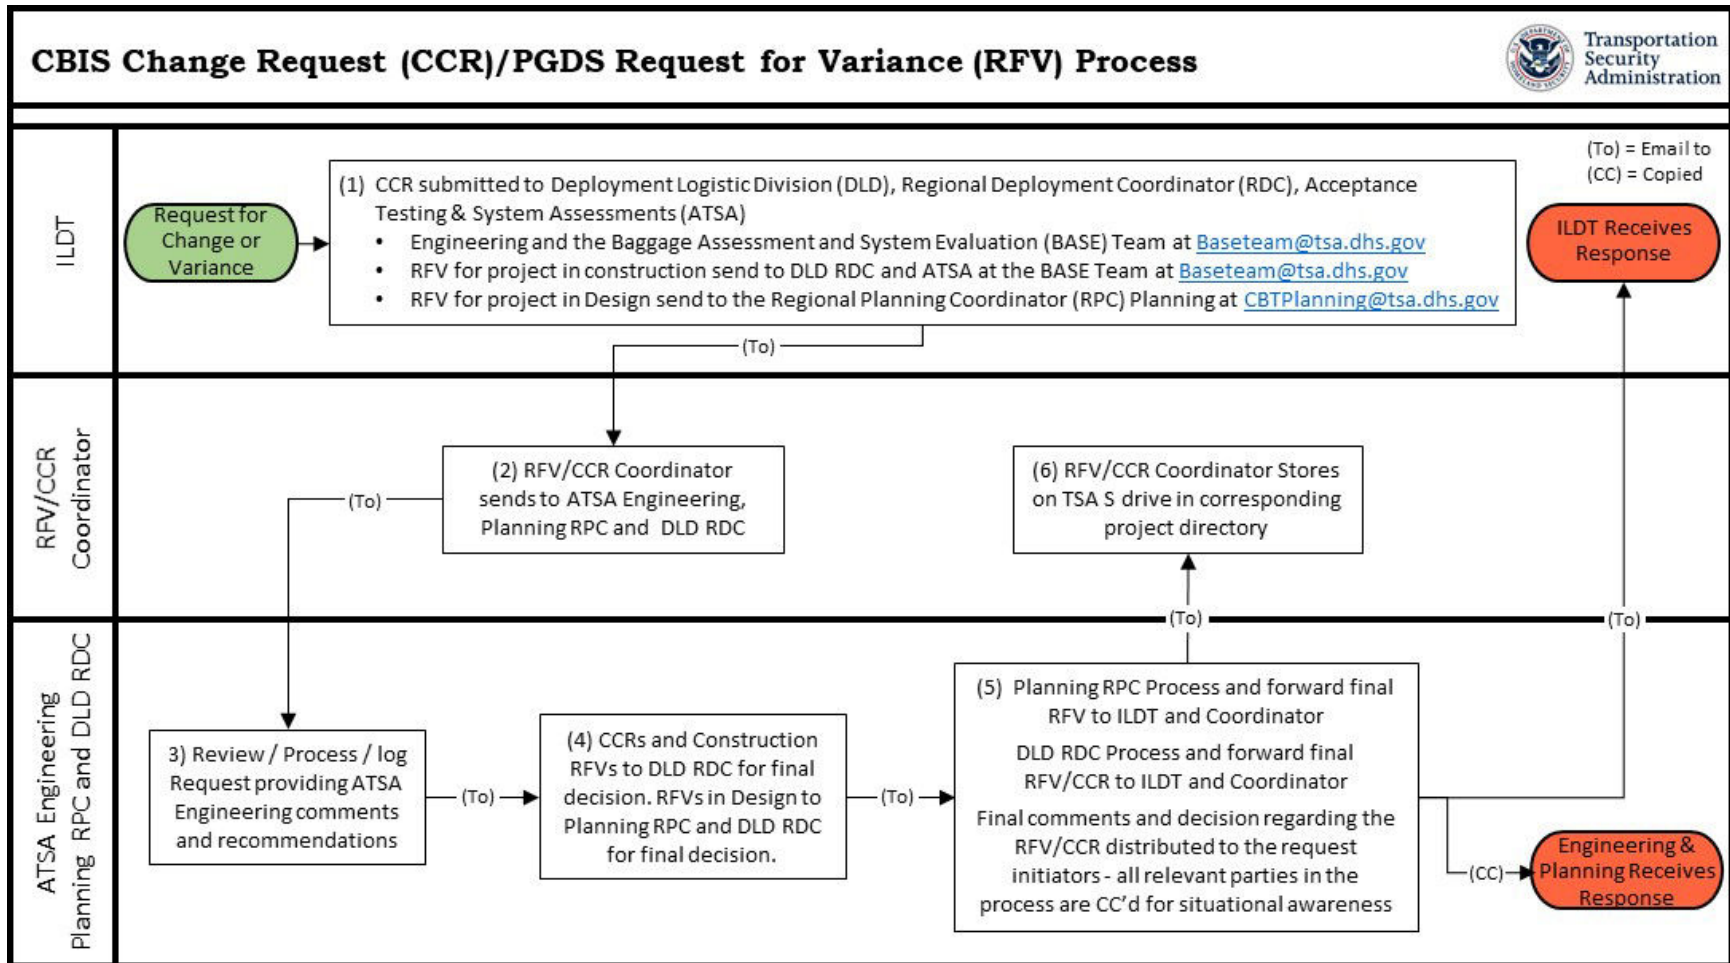 CBIS Change Request (CCR)/PGDS Request for Variance (RFV) Process
Transportation
Security
Administration
ILDT
(To) = Email to
(CC) = Copied
Request for
Change or
Variance
(1) CCR submitted to Deployment Logistic Division (DLD), Regional Deployment Coordinator (RDC), Acceptance
Testing & System Assessments (ATSA)
• Engineering and the Baggage Assessment and System Evaluation (BASE) Team at Baseteam@tsa.dhs.gov
• RFV for project in construction send to DLD RDC and ATSA at the BASE Team at Baseteam@tsa.dhs.gov
• RFV for project in Design send to the Regional Planning Coordinator (RPC) Planning at CBTPlanning@tsa.dhs.gov
ILDT Receives
Response
(To)
RFV/CCR
Coordinator
(To)
(2) RFV/CCR Coordinator
sends to ATSA Engineering,
Planning RPC and DLD RDC
(6) RFV/CCR Coordinator Stores
on TSA S drive in corresponding
project directory
(To)
(To)
ATSA Engineering
Planning RPC and DLD RDC
3) Review / Process / log
Request providing ATSA
Engineering comments
and recommendations
(To)
(4) CCRs and Construction
RFVs to DLD RDC for final
decision. RFVs in Design to
Planning RPC and DLD RDC
for final decision.
(To)
(5) Planning RPC Process and forward final
RFV to ILDT and Coordinator
DLD RDC Process and forward final
RFV/CCR to ILDT and Coordinator
Final comments and decision regarding the
RFV/CCR distributed to the request
initiators - all relevant parties in the
process are CC'd for situational awareness
(CC)
Engineering &
Planning Receives
Response